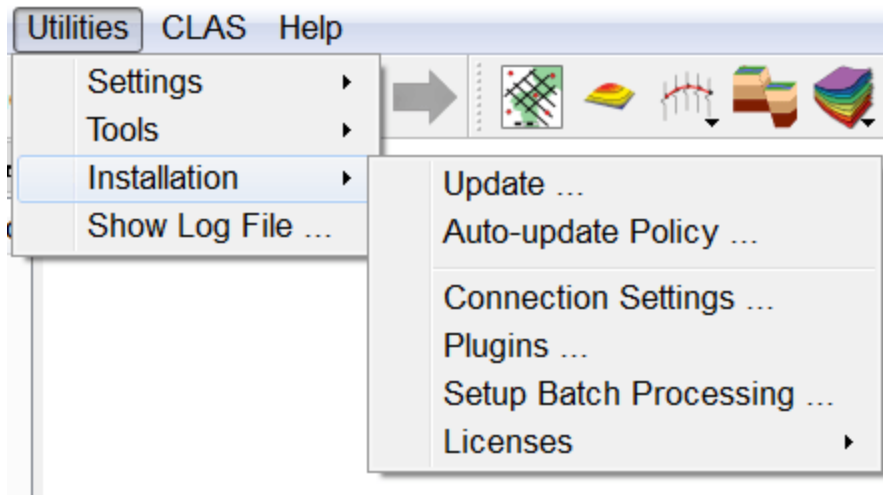 Utilities CLAS Help
Settings
Tools
Installation
Show Log File ...
Update ...
Auto-update Policy ...
Connection Settings ...
Plugins ...
Setup Batch Processing ...
Licenses